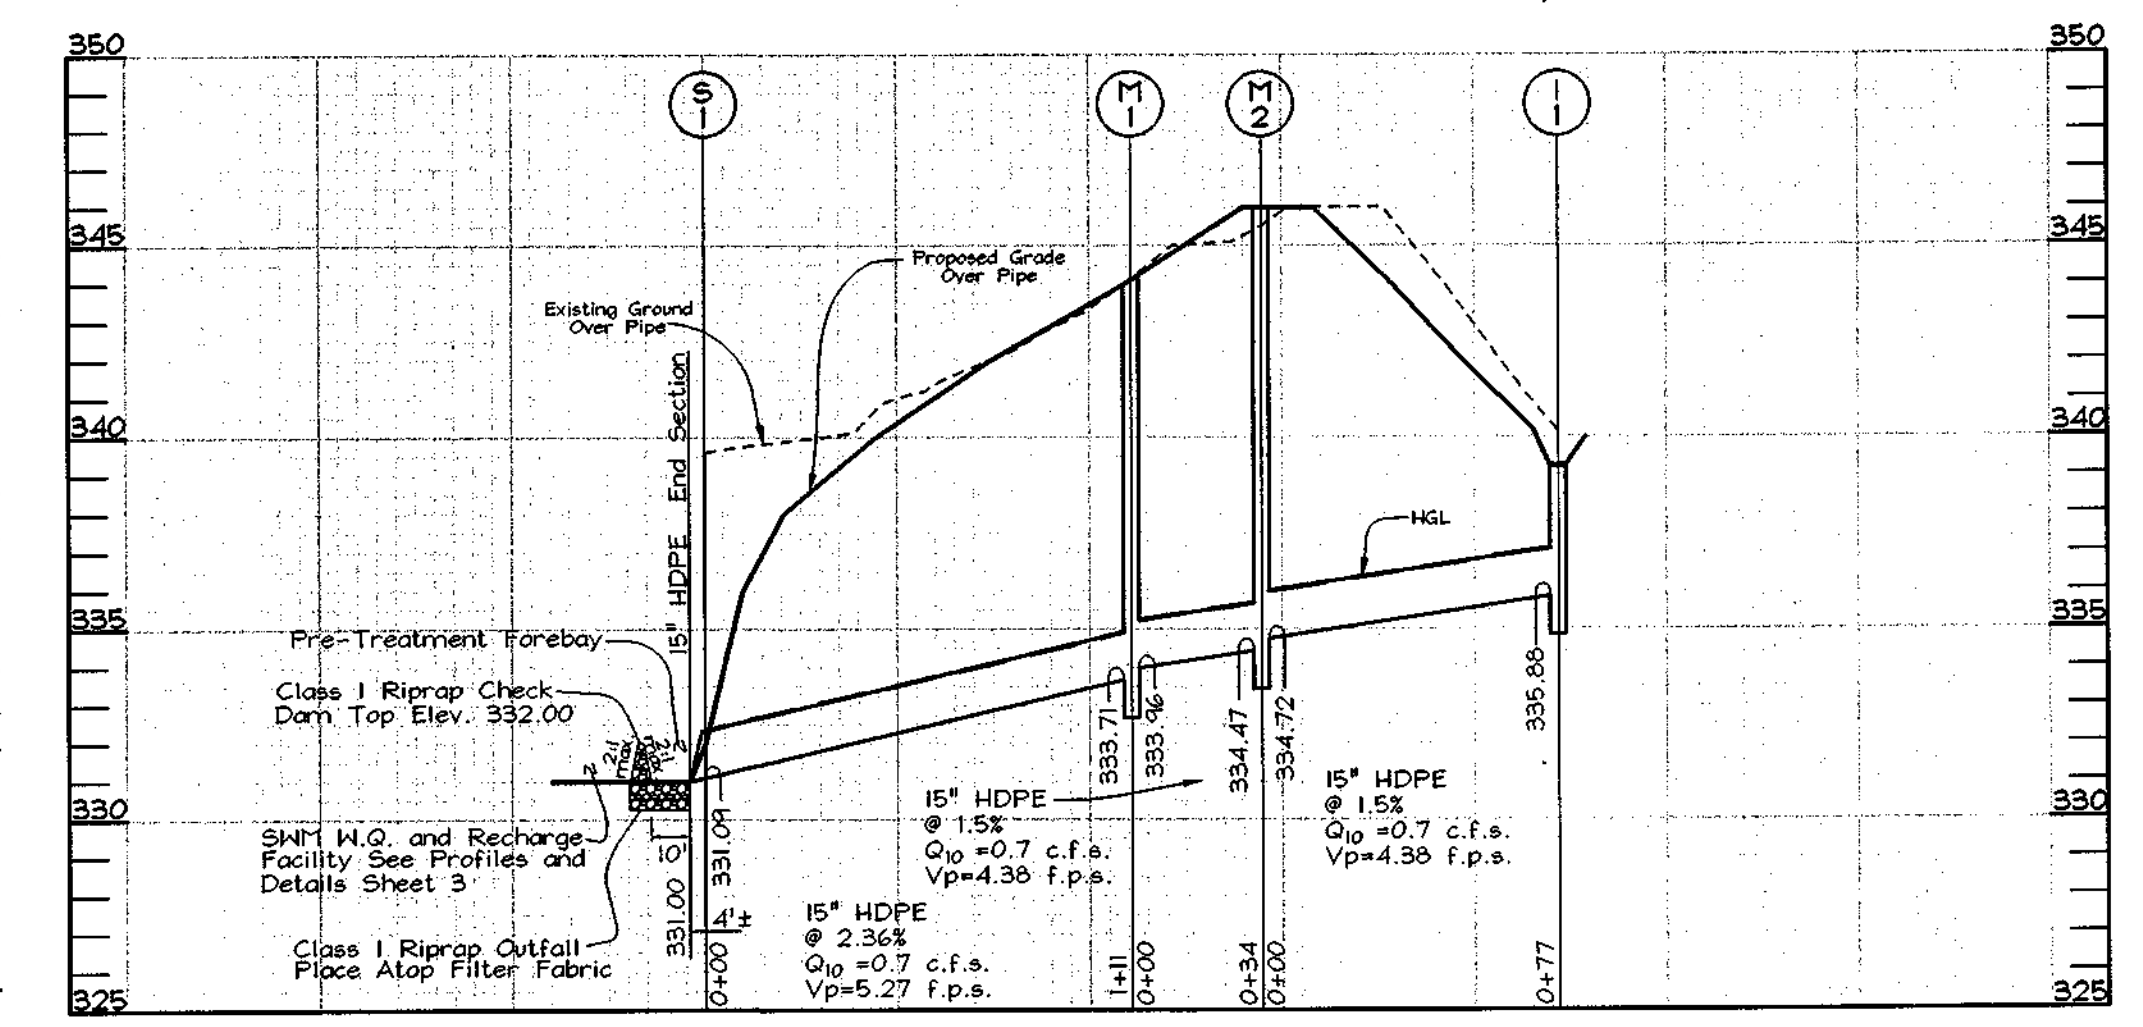 350
350
S
1
M
1
M
2
I
1
345
345
Proposed Grade
Over Pipe
Existing Ground
Over Pipe
340
340
15" HDPE End Section
HGL
335
335
Pre-Treatment Forebay
Class I Riprap Check
Dam Top Elev. 332.00
2:1
max.
2:1
max.
333.71
333.96
334.47
334.72
335.88
330
330
331.09
10'
331.00
4'±
SWM W.Q. and Recharge
Facility See Profiles and
Details Sheet 3
Class I Riprap Outfall
Place Atop Filter Fabric
15" HDPE
@ 2.36%
Q10 =0.7 c.f.s.
Vp=5.27 f.p.s.
15" HDPE
@ 1.5%
Q10 =0.7 c.f.s.
Vp=4.38 f.p.s.
15" HDPE
@ 1.5%
Q10 =0.7 c.f.s.
Vp=4.38 f.p.s.
0+00
1+11
0+00
0+34
0+00
0+77
325
325